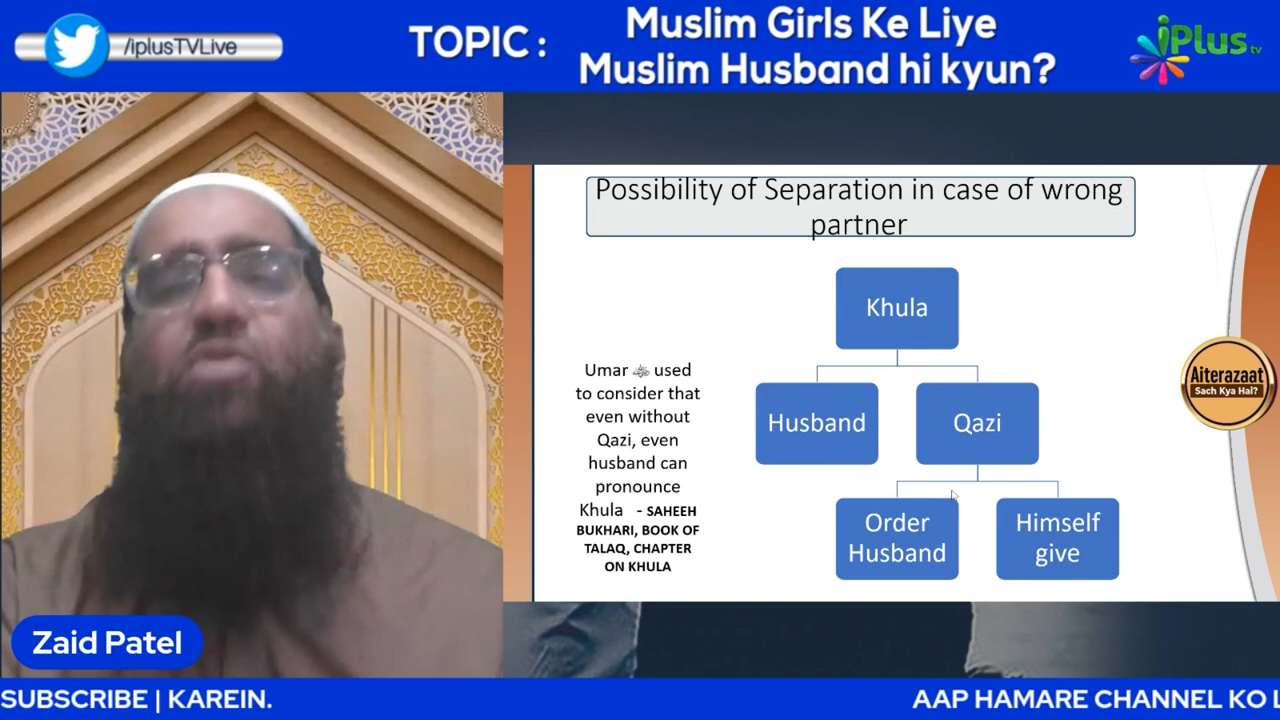 /iplusTVLive
TOPIC :
Muslim Girls Ke Liye
Muslim Husband hi kyun?
iPlus tv
Possibility of Separation in case of wrong
partner
Khula
Husband
Qazi
Order
Husband
Himself
give
Umar ؓ used
to consider that
even without
Qazi, even
husband can
pronounce
Khula - SAHEEH
BUKHARI, BOOK OF
TALAQ, CHAPTER
ON KHULA
Aiterazaat
Sach Kya Hai?
Zaid Patel
SUBSCRIBE | KAREIN.
AAP HAMARE CHANNEL KO L